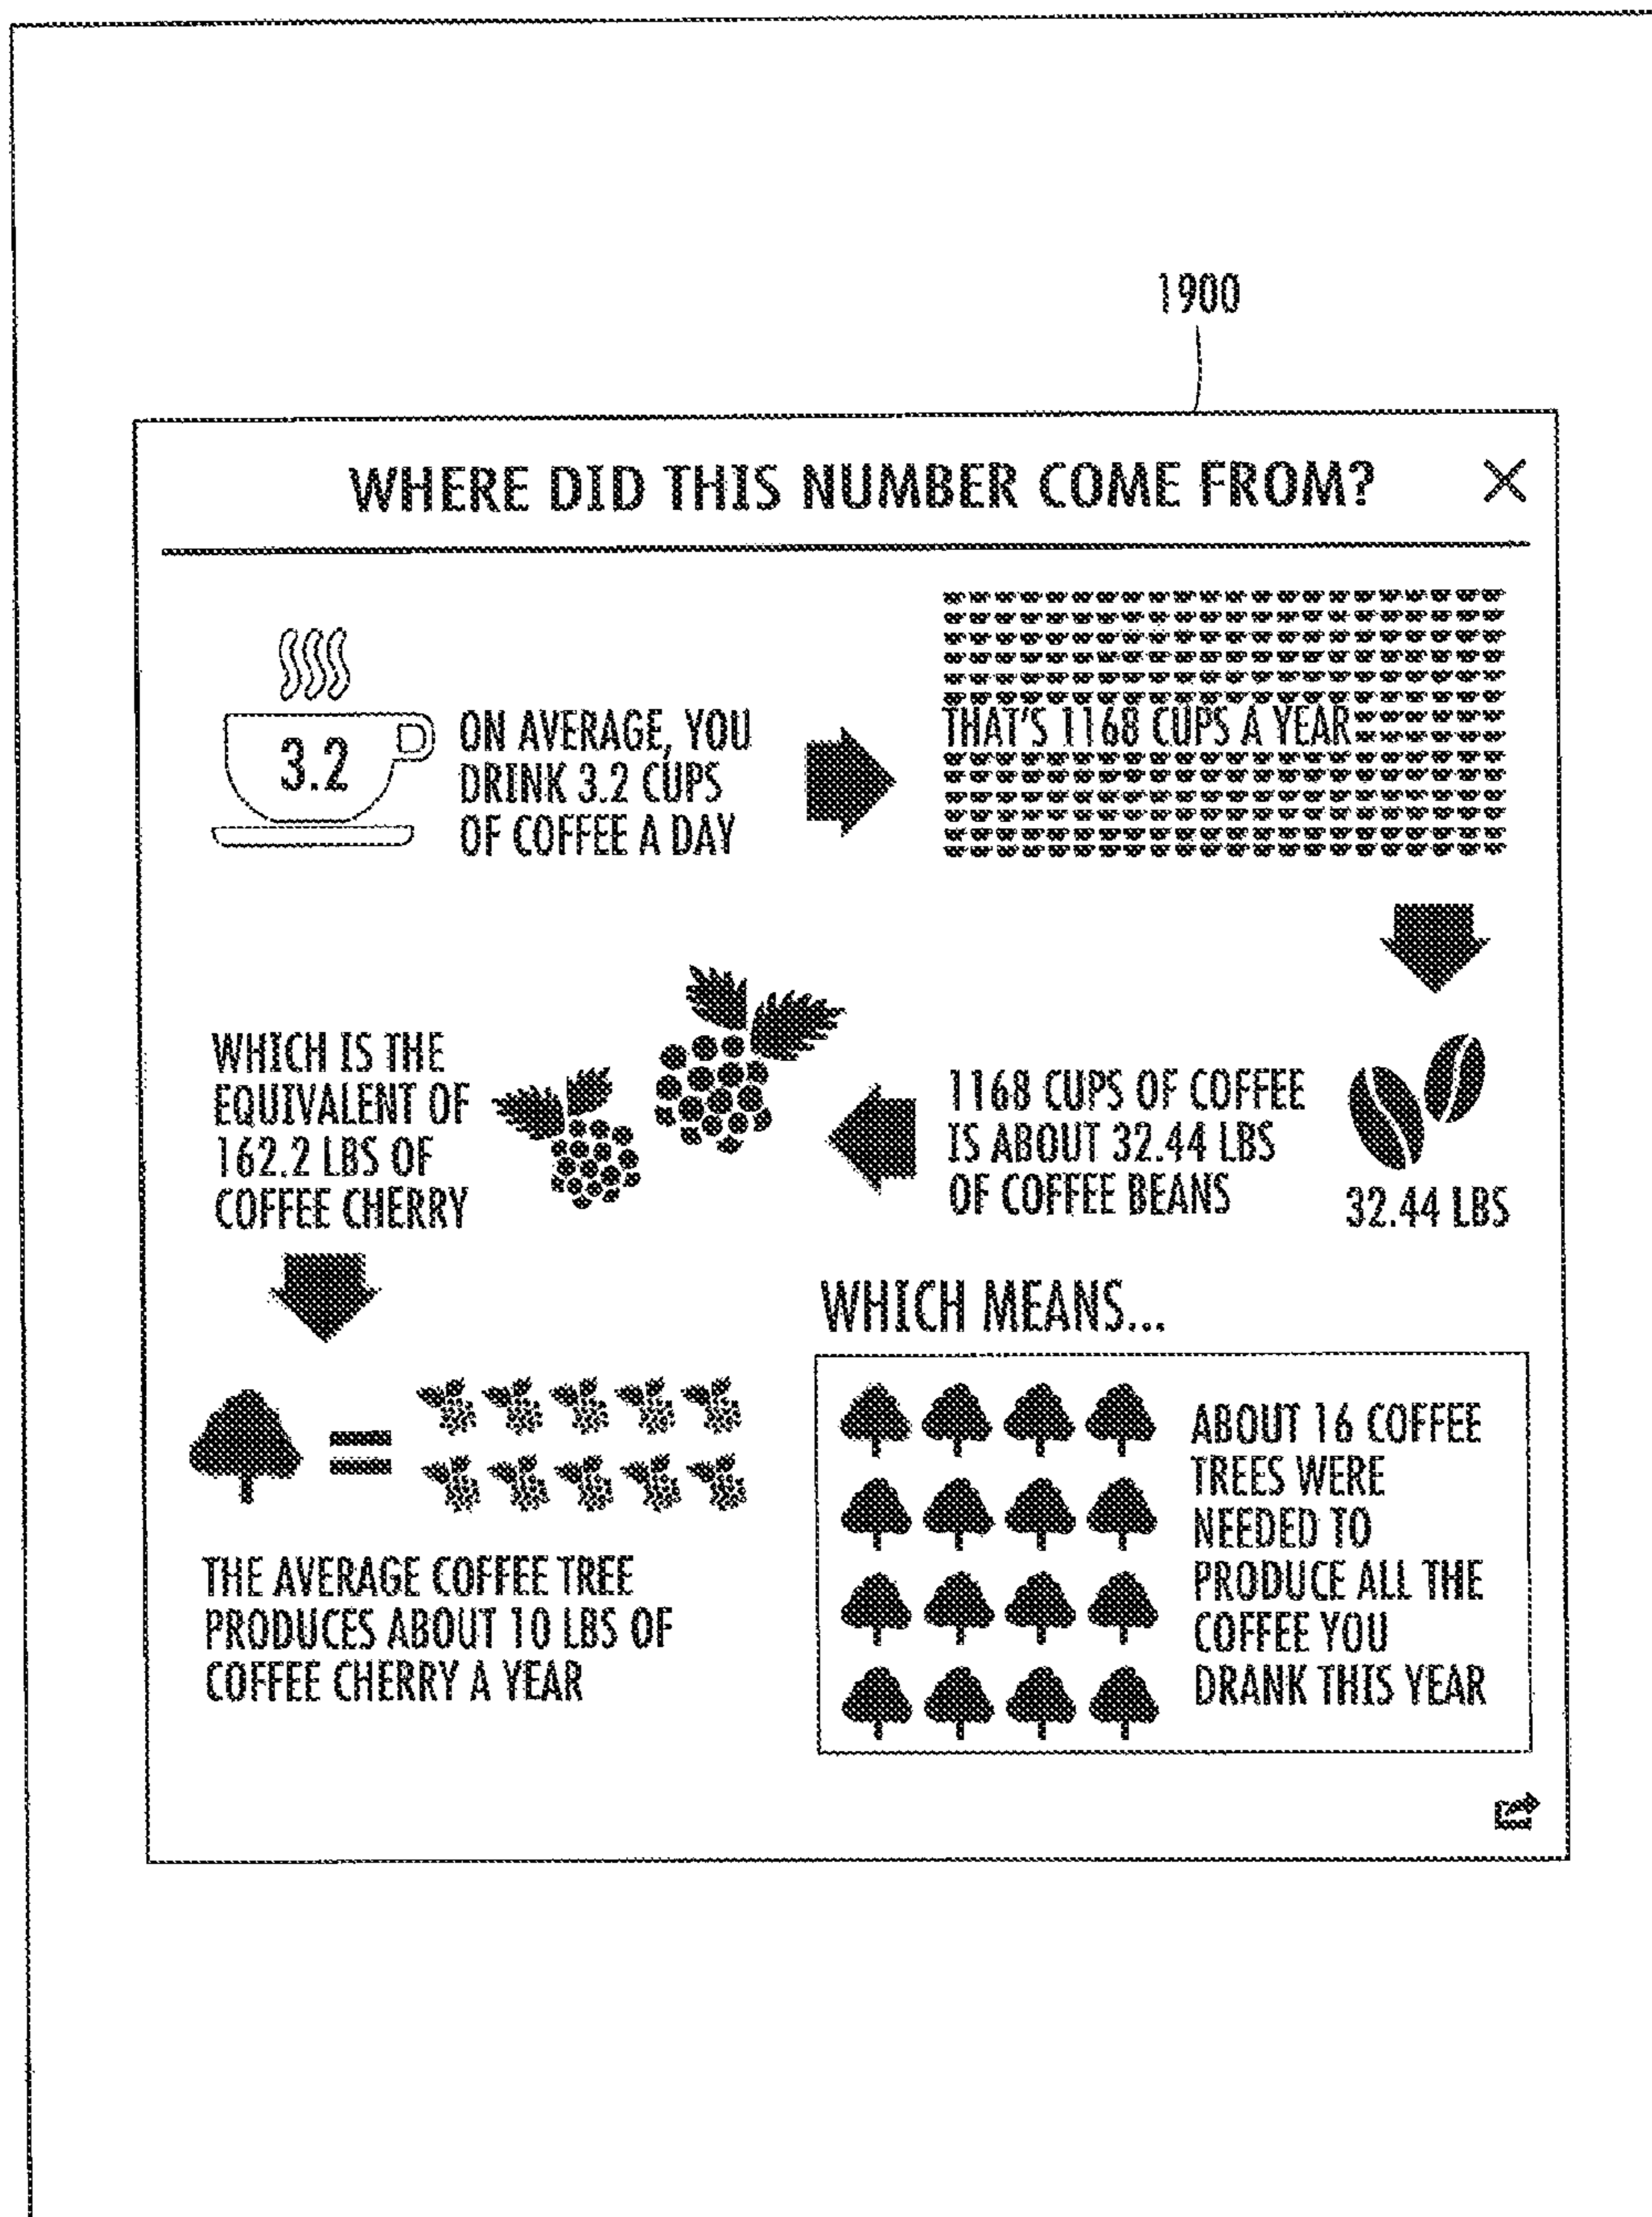 1900
WHERE DID THIS NUMBER COME FROM?
3.2
ON AVERAGE, YOU
DRINK 3.2 CUPS
OF COFFEE A DAY
THAT'S 1168 CUPS A YEAR
32.44 LBS
1168 CUPS OF COFFEE
IS ABOUT 32.44 LBS
OF COFFEE BEANS
WHICH IS THE
EQUIVALENT OF
162.2 LBS OF
COFFEE CHERRY
THE AVERAGE COFFEE TREE
PRODUCES ABOUT 10 LBS OF
COFFEE CHERRY A YEAR
WHICH MEANS...
ABOUT 16 COFFEE
TREES WERE
NEEDED TO
PRODUCE ALL THE
COFFEE YOU
DRANK THIS YEAR